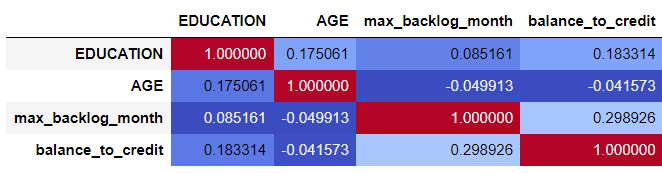 EDUCATION AGE max_backlog_month balance_to_credit
EDUCATION 1.000000 0.175061 0.085161 0.183314
AGE 0.175061 1.000000 -0.049913 -0.041573
max_backlog_month 0.085161 -0.049913 1.000000 0.298926
balance_to_credit 0.183314 -0.041573 0.298926 1.000000